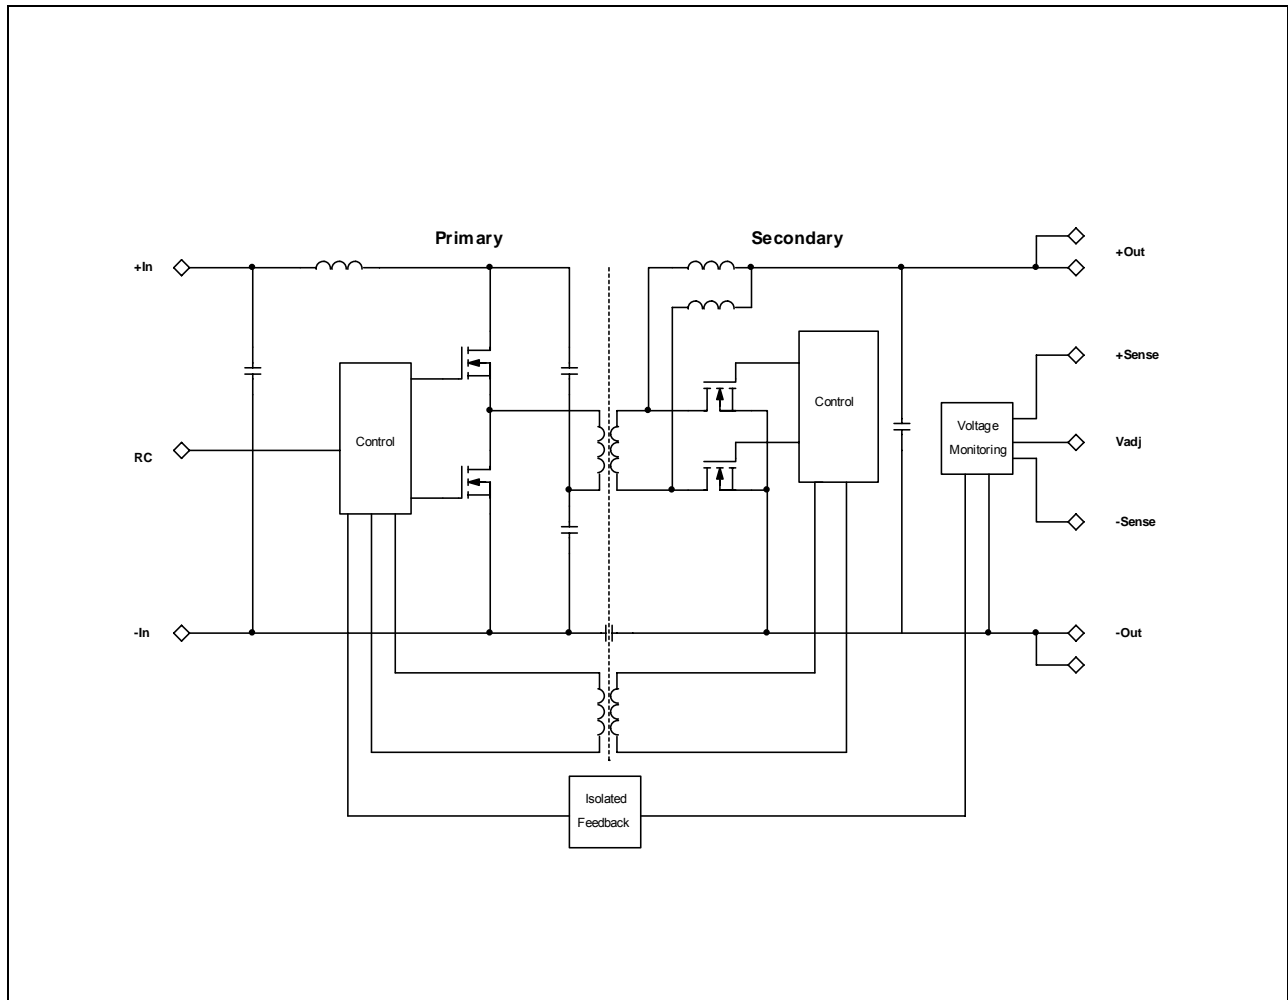 Primary
Secondary
+In
+Out
+Sense
Control
Control
Voltage
Monitoring
Vadj
RC
-Sense
-In
-Out
Isolated
Feedback